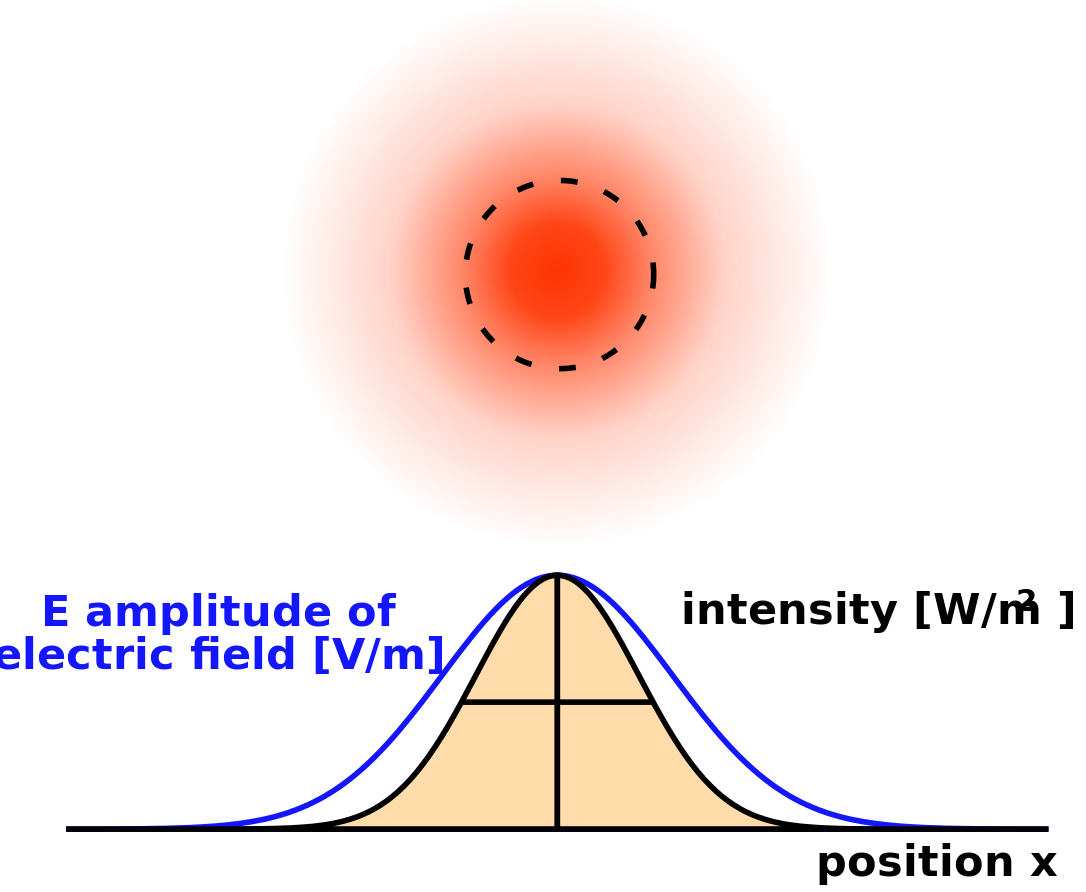 E amplitude of
electric field [V/m]
intensity [W/m² ]
position x